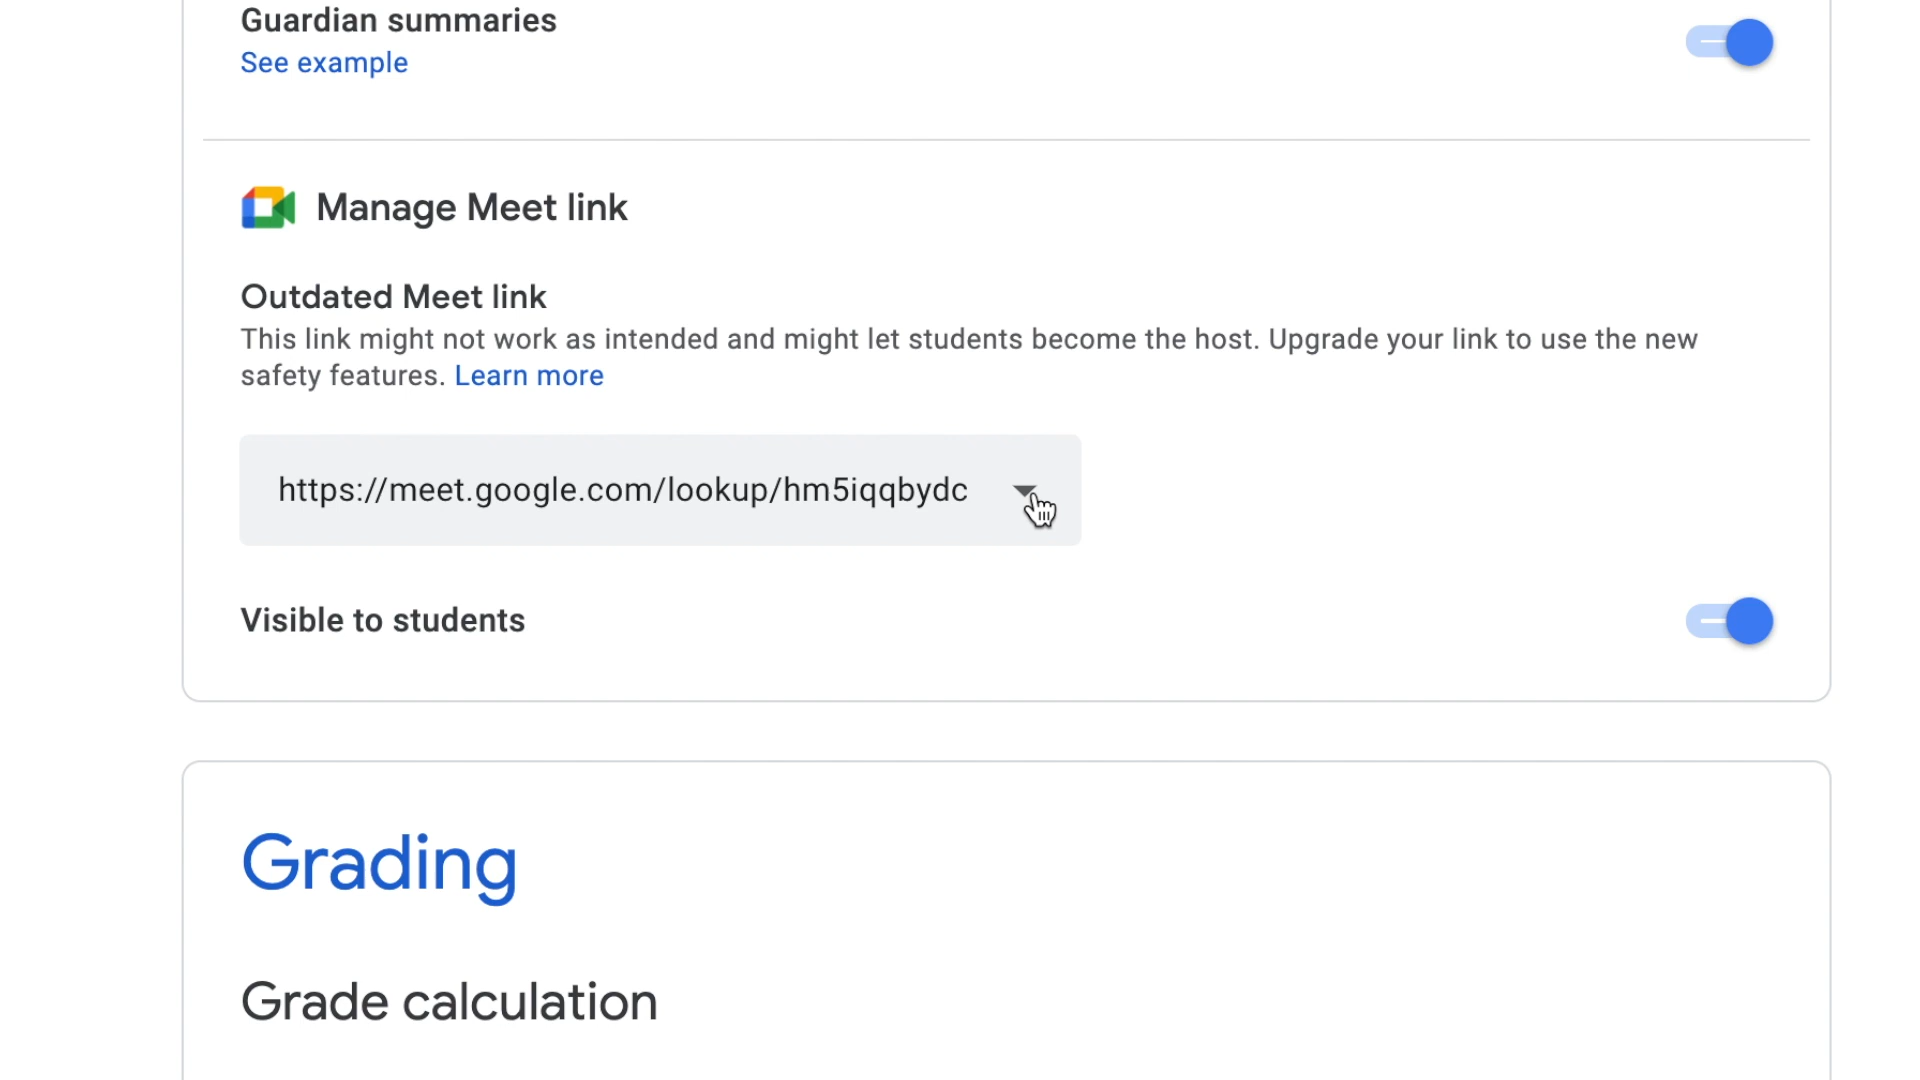 Guardian summaries
See example
Manage Meet link
Outdated Meet link
This link might not work as intended and might let students become the host. Upgrade your link to use the new
safety features. Learn more
https://meet.google.com/lookup/hm5iqqbydc
Visible to students
Grading
Grade calculation